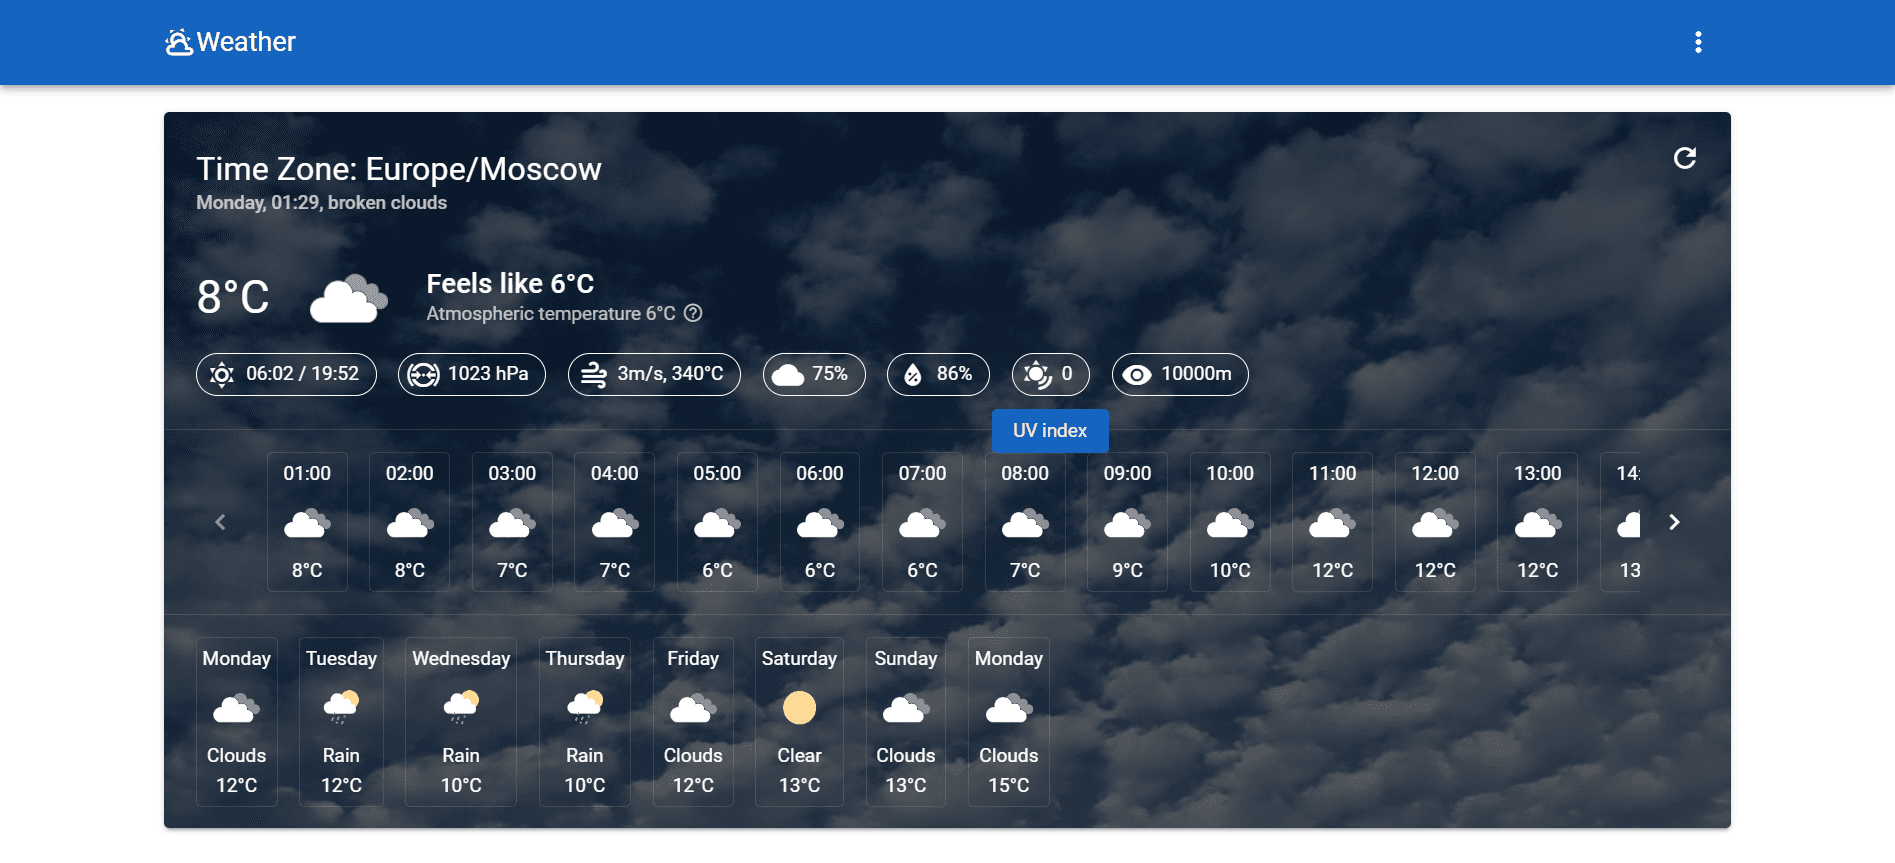 Weather
Time Zone: Europe/Moscow
Monday, 01:29, broken clouds
8°C
Feels like 6°C
Atmospheric temperature 6°C
06:02 / 19:52 1023 hPa 3m/s, 340°C 75% 86% 0 10000m
UV index
01:00 02:00 03:00 04:00 05:00 06:00 07:00 08:00 09:00 10:00 11:00 12:00 13:00 14:
8°C 8°C 7°C 7°C 6°C 6°C 6°C 7°C 9°C 10°C 12°C 12°C 12°C 13
Monday Tuesday Wednesday Thursday Friday Saturday Sunday Monday
Clouds Rain Rain Rain Clouds Clear Clouds Clouds
12°C 12°C 10°C 10°C 12°C 13°C 13°C 15°C